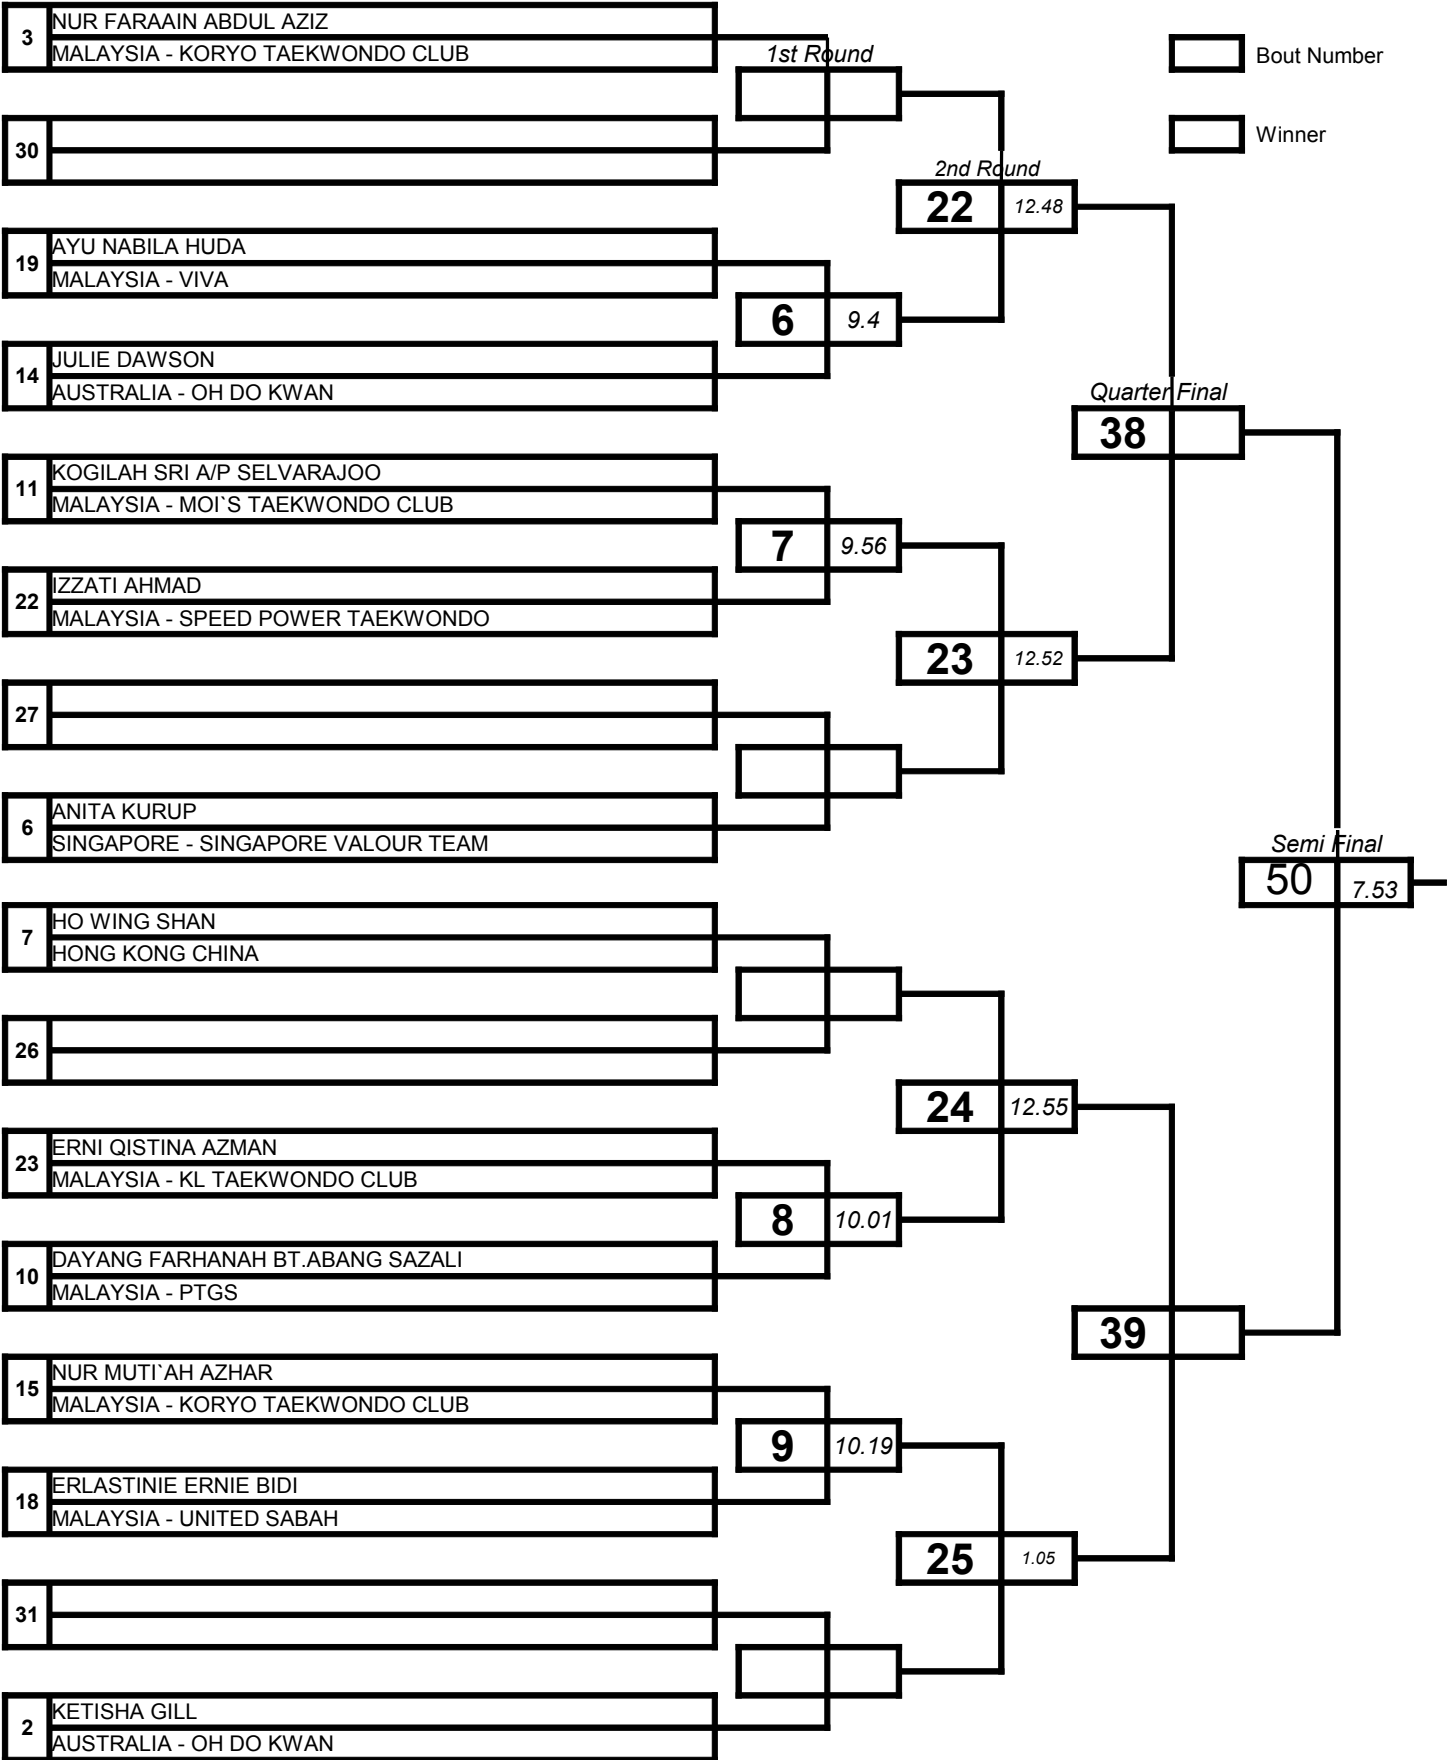 3
NUR FARAAIN ABDUL AZIZ
MALAYSIA - KORYO TAEKWONDO CLUB
1st Round
Bout Number
30
Winner
2nd Round
22
12.48
19
AYU NABILA HUDA
MALAYSIA - VIVA
6
9.4
14
JULIE DAWSON
AUSTRALIA - OH DO KWAN
Quarter Final
38
11
KOGILAH SRI A/P SELVARAJOO
MALAYSIA - MOI`S TAEKWONDO CLUB
7
9.56
22
IZZATI AHMAD
MALAYSIA - SPEED POWER TAEKWONDO
23
12.52
27
6
ANITA KURUP
SINGAPORE - SINGAPORE VALOUR TEAM
Semi Final
50
7.53
7
HO WING SHAN
HONG KONG CHINA
26
24
12.55
23
ERNI QISTINA AZMAN
MALAYSIA - KL TAEKWONDO CLUB
8
10.01
10
DAYANG FARHANAH BT.ABANG SAZALI
MALAYSIA - PTGS
39
15
NUR MUTI`AH AZHAR
MALAYSIA - KORYO TAEKWONDO CLUB
9
10.19
18
ERLASTINIE ERNIE BIDI
MALAYSIA - UNITED SABAH
25
1.05
31
2
KETISHA GILL
AUSTRALIA - OH DO KWAN